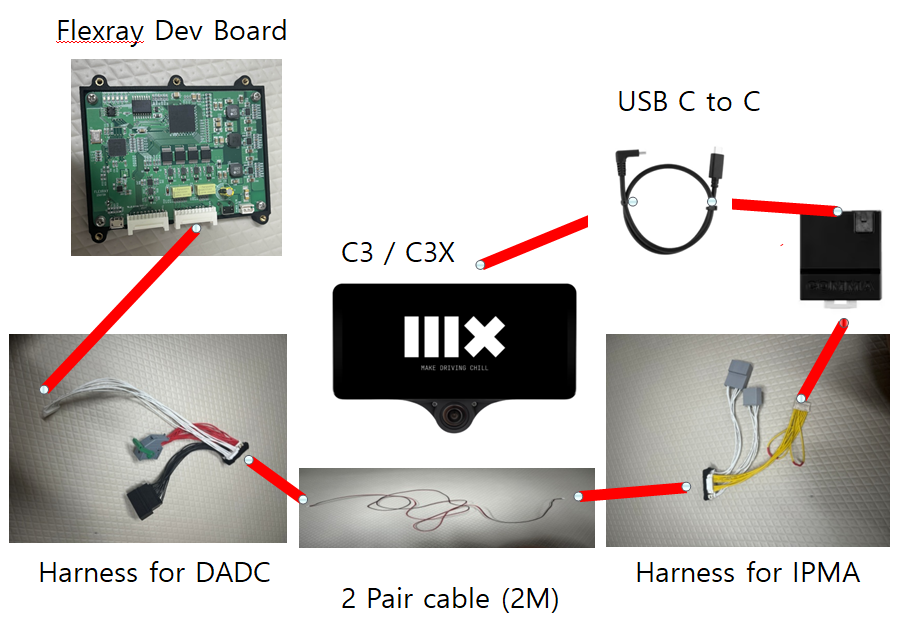 Flexray Dev Board
USB C to C
C3 / C3X
MAKE DRIVING CHILL
Harness for DADC
2 Pair cable (2M)
Harness for IPMA